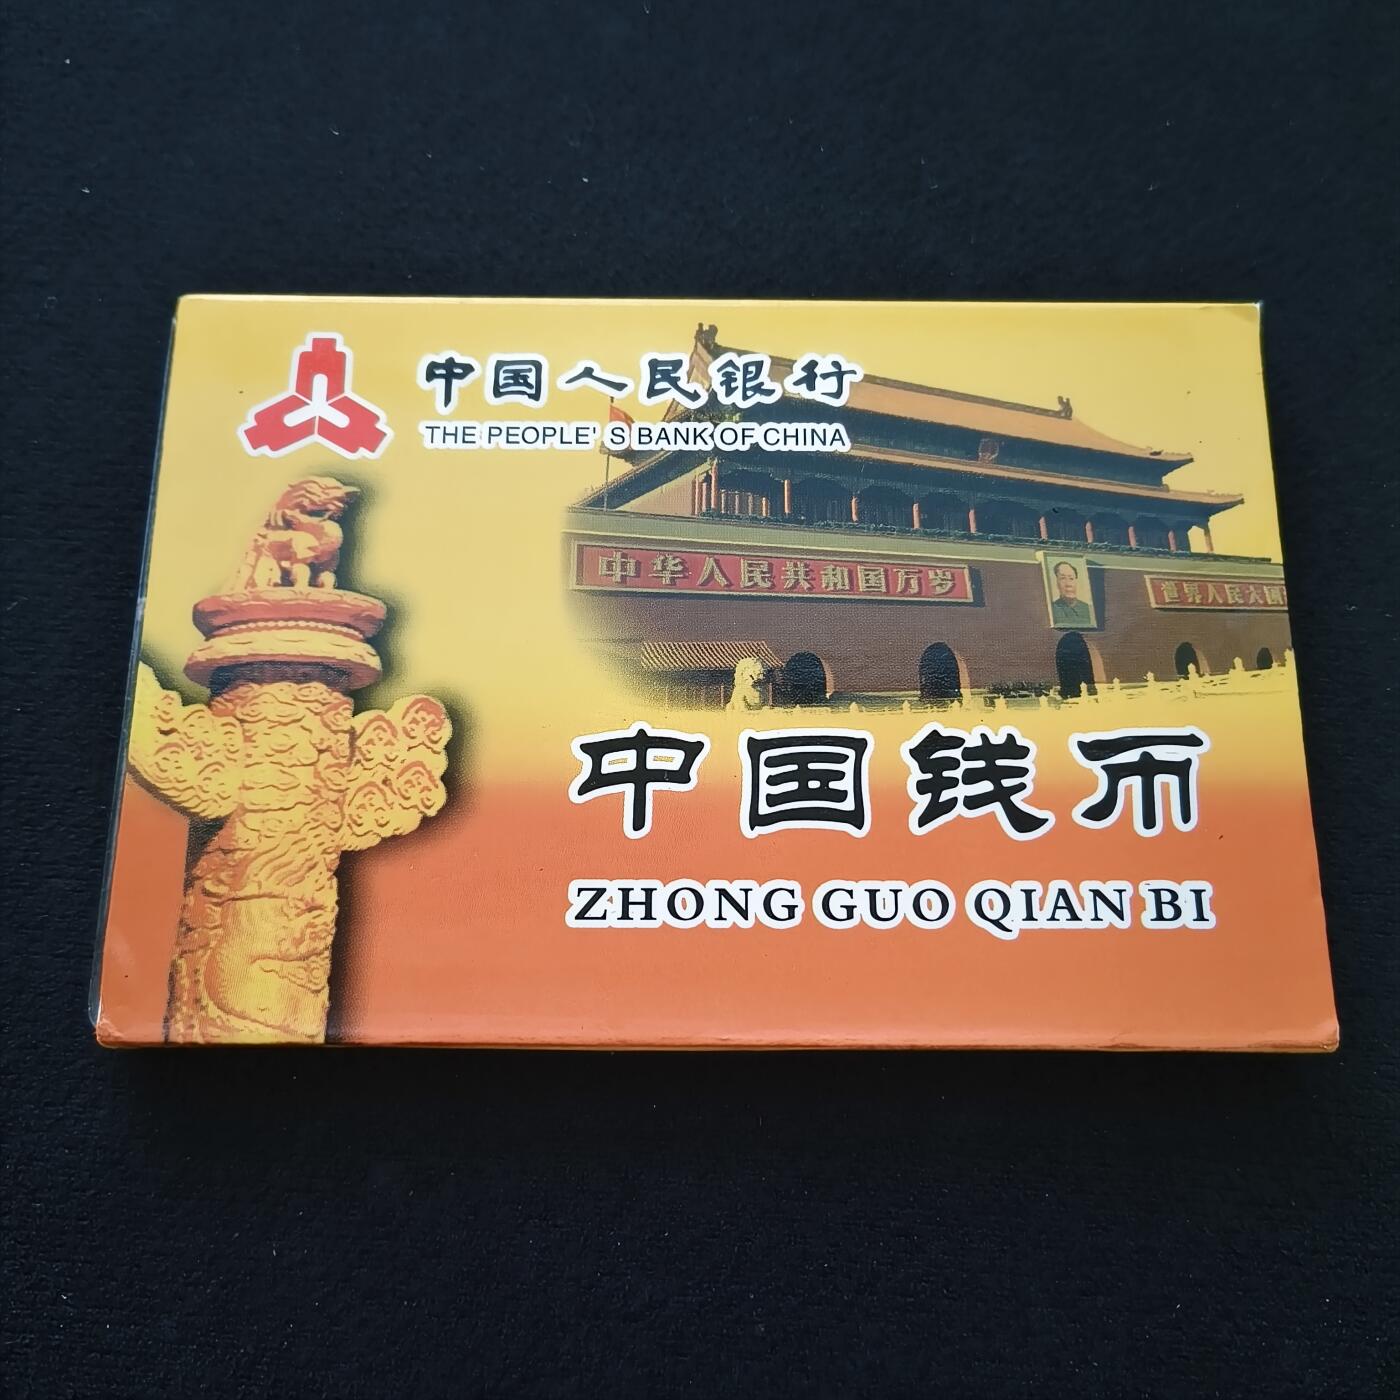 中国人民银行
THE PEOPLE' S BANK OF CHINA
中华人民共和国万岁
世界人民大团
中国钱币
ZHONG GUO QIAN BI